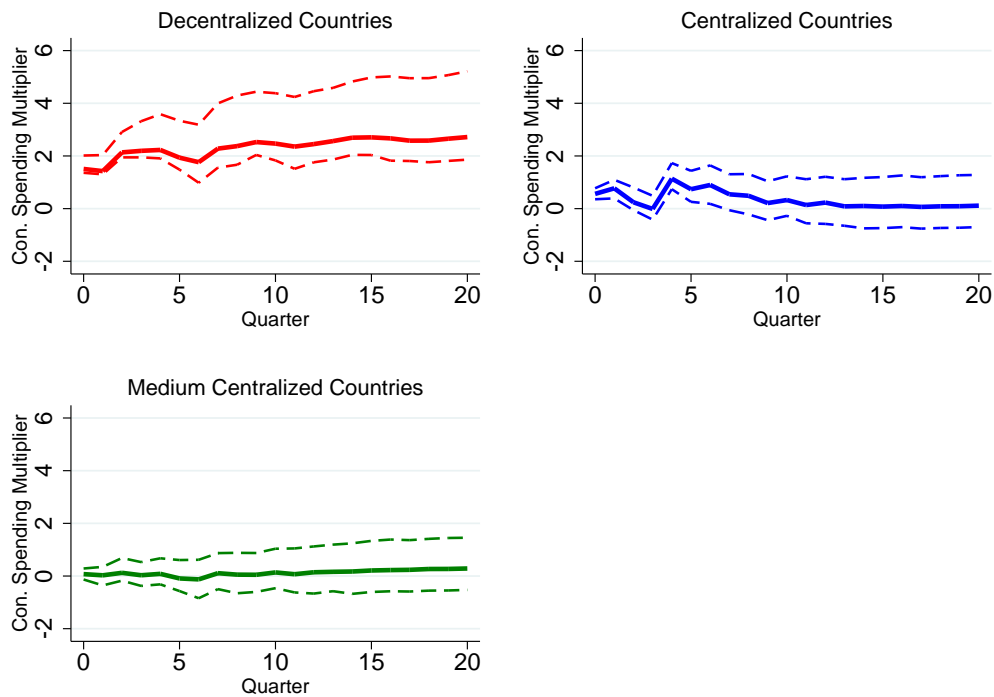 Decentralized Countries
Con. Spending Multiplier
6
4
2
0
-2
0 5 10 15 20
Quarter
Centralized Countries
Con. Spending Multiplier
6
4
2
0
-2
0 5 10 15 20
Quarter
Medium Centralized Countries
Con. Spending Multiplier
6
4
2
0
-2
0 5 10 15 20
Quarter